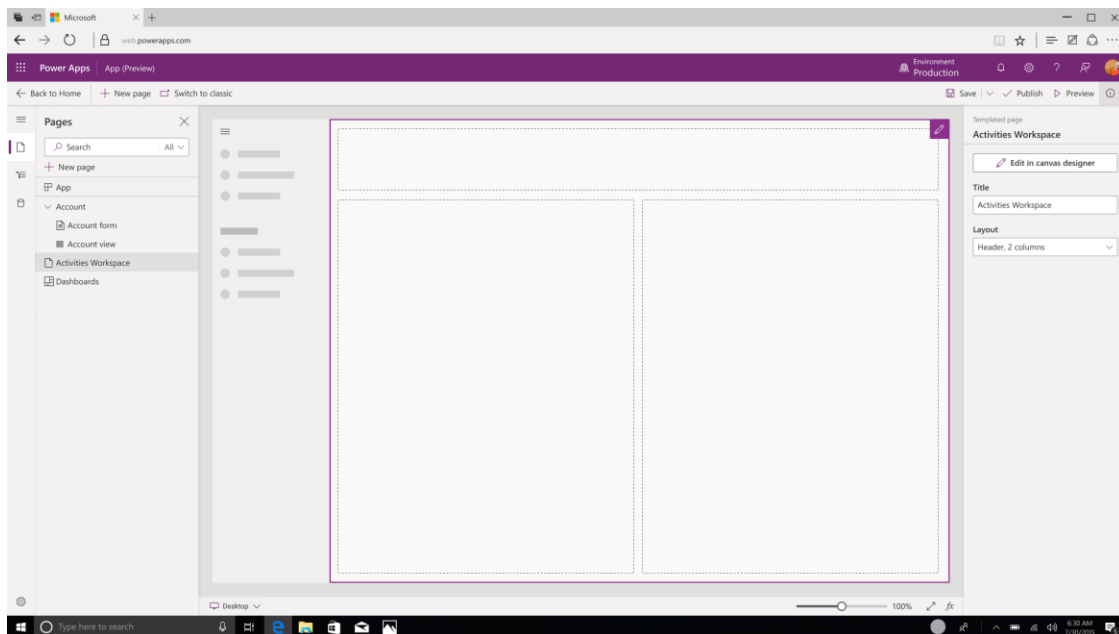 Microsoft
web.powerapps.com
Power Apps App (Preview)
Environment
Production
Back to Home New page Switch to classic
Save Publish Preview
Pages
Search All
New page
App
Account
Account form
Account view
Activities Workspace
Dashboards
Templated page
Activities Workspace
Edit in canvas designer
Title
Activities Workspace
Layout
Header, 2 columns
Desktop 100%
Type here to search
6:30 AM
7/30/2015